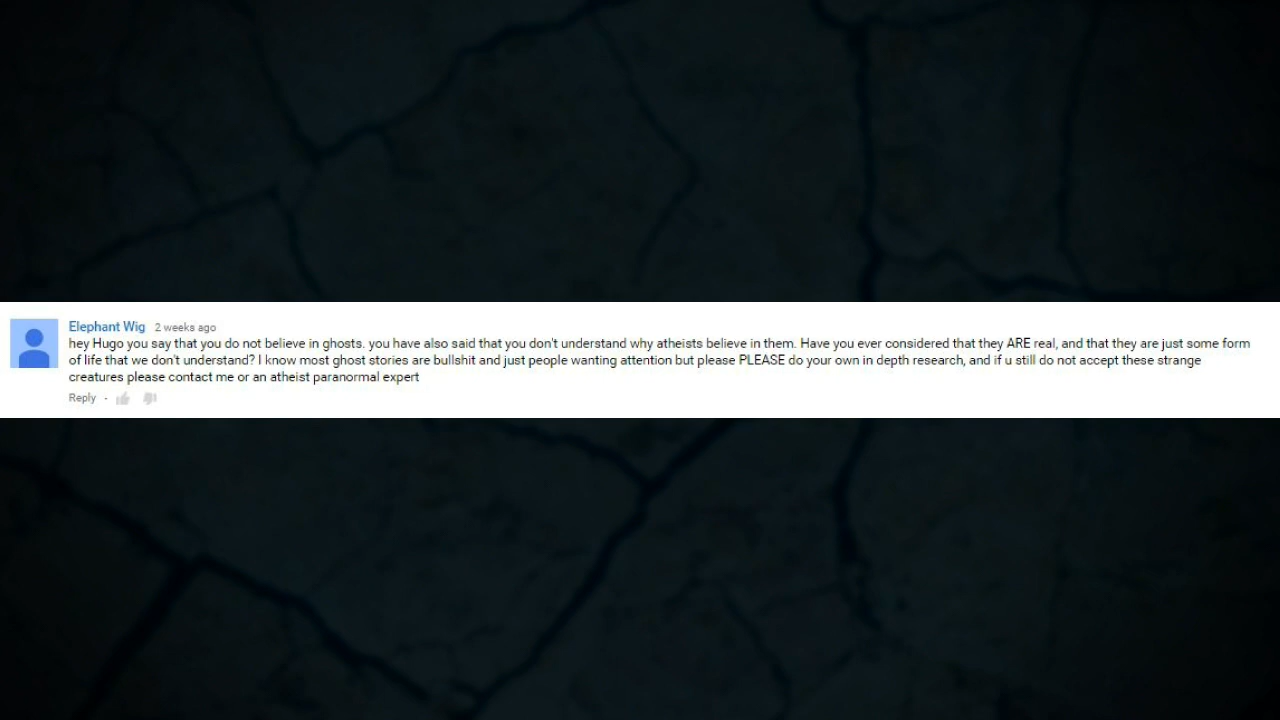 Elephant Wig 2 weeks ago
hey Hugo you say that you do not believe in ghosts. you have also said that you don't understand why atheists believe in them. Have you ever considered that they ARE real, and that they are just some form
of life that we don't understand? I know most ghost stories are bullshit and just people wanting attention but please PLEASE do your own in depth research, and if u still do not accept these strange
creatures please contact me or an atheist paranormal expert
Reply ·